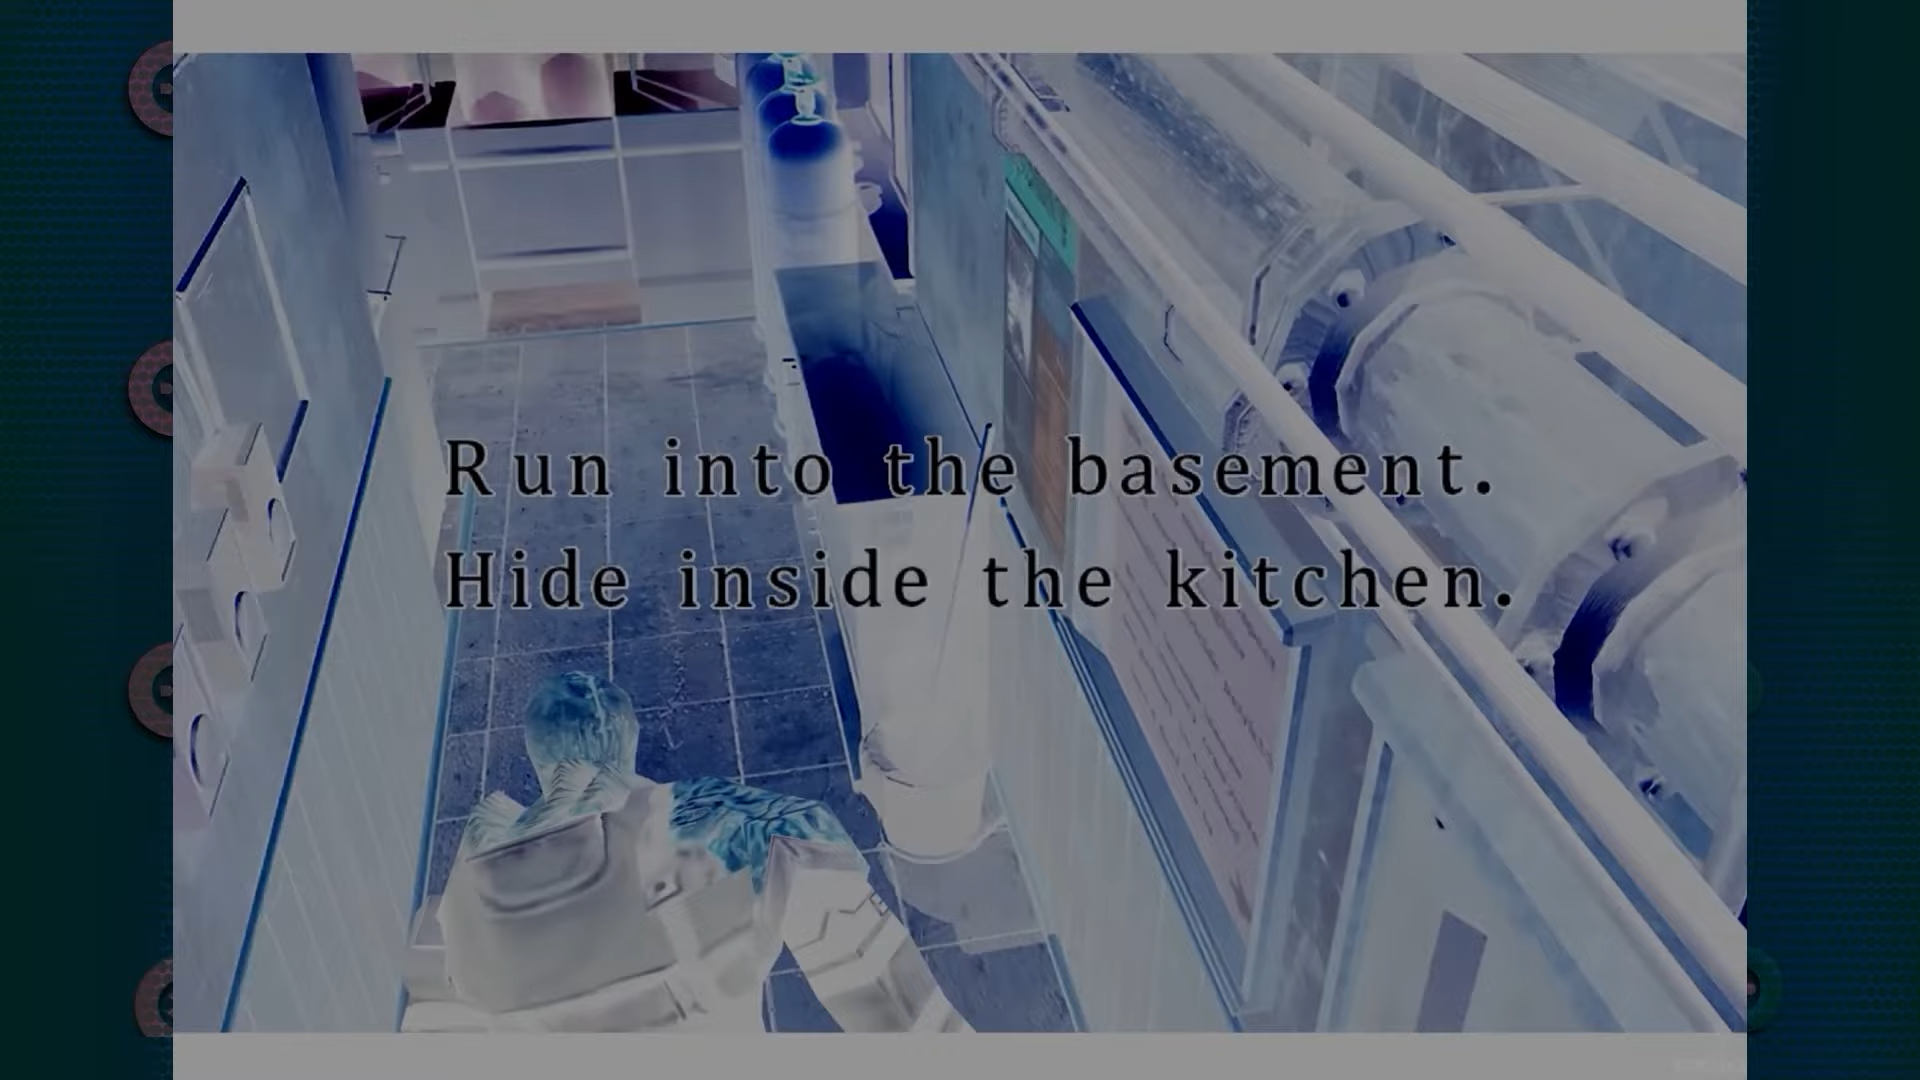 Run into the basement.
Hide inside the kitchen.